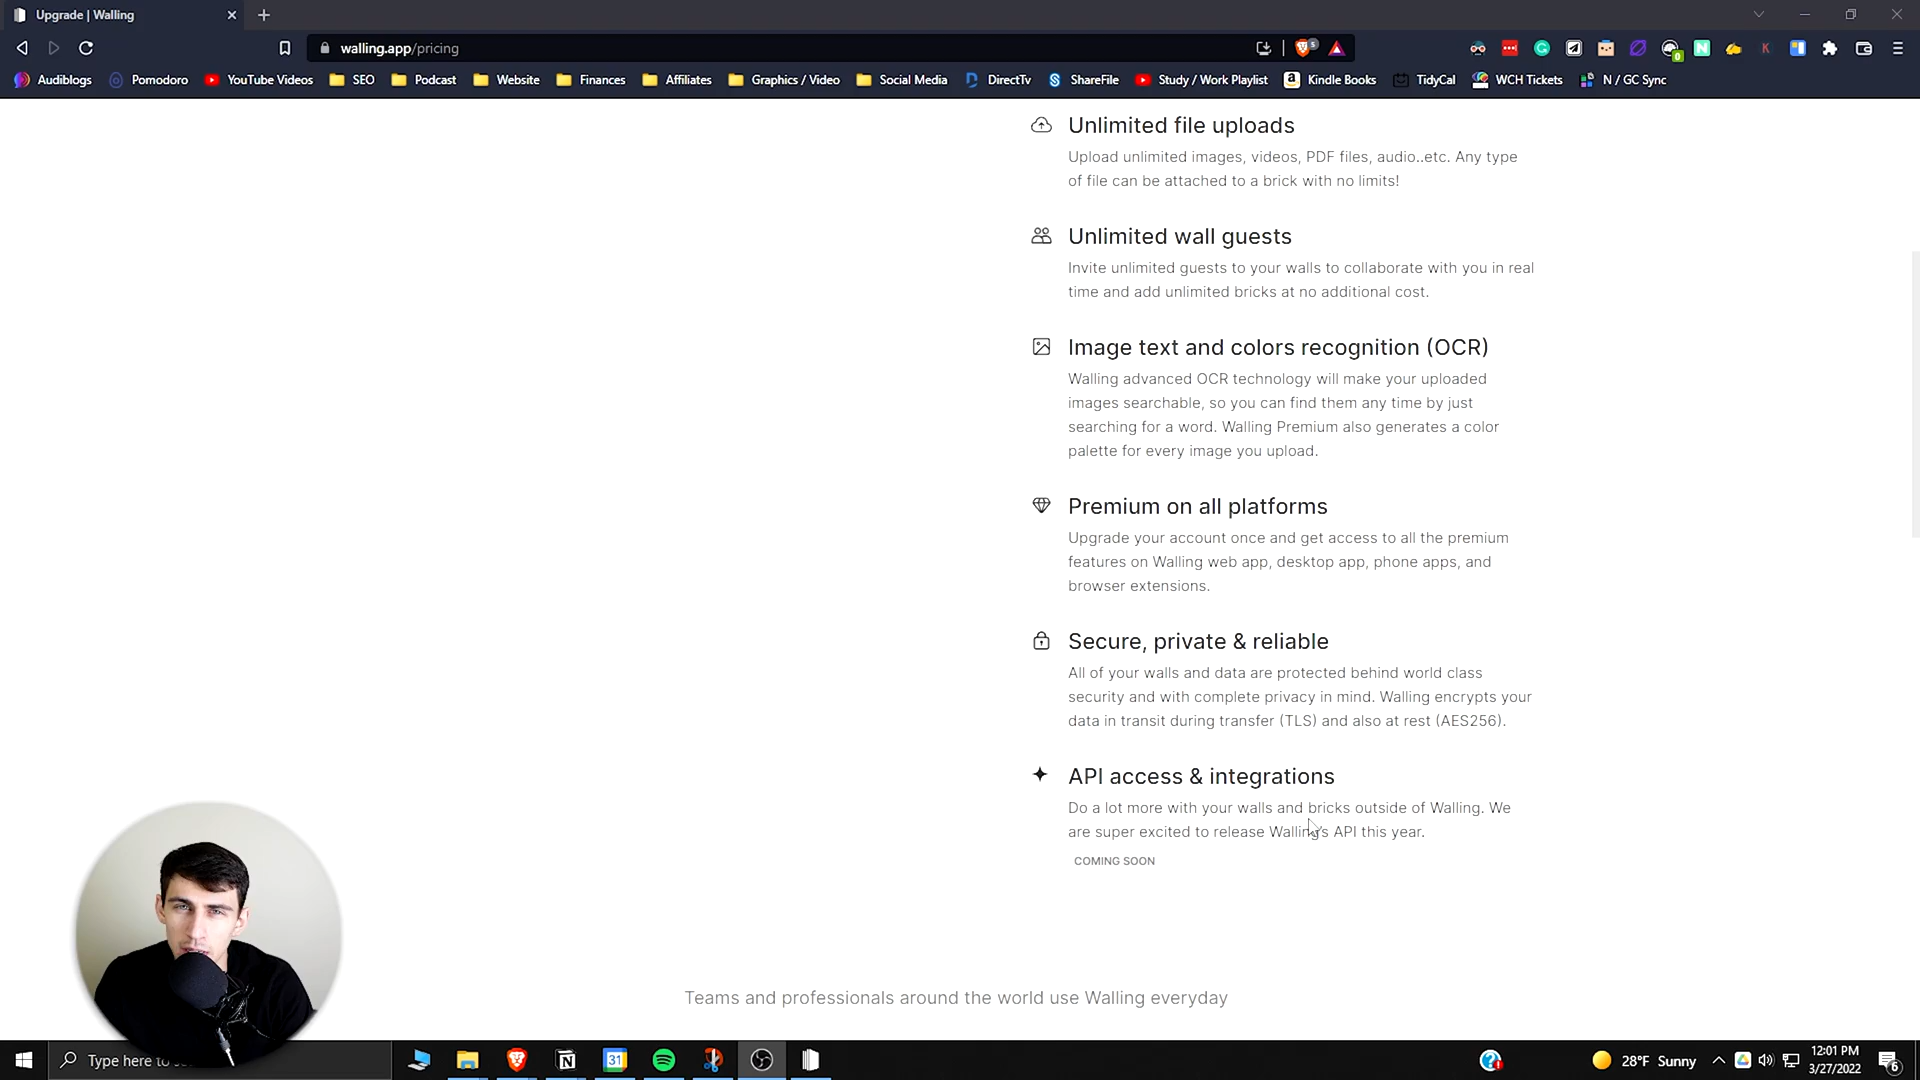 Upgrade | Walling
walling.app/pricing
Audiblogs
Pomodoro
YouTube Videos
SEO
Podcast
Website
Finances
Affiliates
Graphics / Video
Social Media
DirectTv
ShareFile
Study / Work Playlist
Kindle Books
TidyCal
WCH Tickets
N / GC Sync
Unlimited file uploads
Upload unlimited images, videos, PDF files, audio..etc. Any type
of file can be attached to a brick with no limits!
Unlimited wall guests
Invite unlimited guests to your walls to collaborate with you in real
time and add unlimited bricks at no additional cost.
Image text and colors recognition (OCR)
Walling advanced OCR technology will make your uploaded
images searchable, so you can find them any time by just
searching for a word. Walling Premium also generates a color
palette for every image you upload.
Premium on all platforms
Upgrade your account once and get access to all the premium
features on Walling web app, desktop app, phone apps, and
browser extensions.
Secure, private & reliable
All of your walls and data are protected behind world class
security and with complete privacy in mind. Walling encrypts your
data in transit during transfer (TLS) and also at rest (AES256).
API access & integrations
Do a lot more with your walls and bricks outside of Walling. We
are super excited to release Walling's API this year.
COMING SOON
Teams and professionals around the world use Walling everyday
Type here to
31
28°F Sunny
12:01 PM
3/27/2022
6